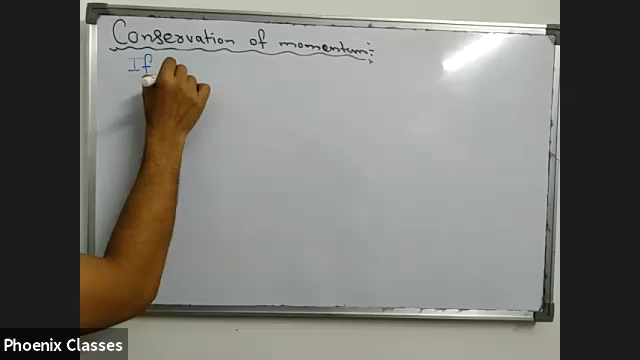 Conservation of momentum:
If
Phoenix Classes